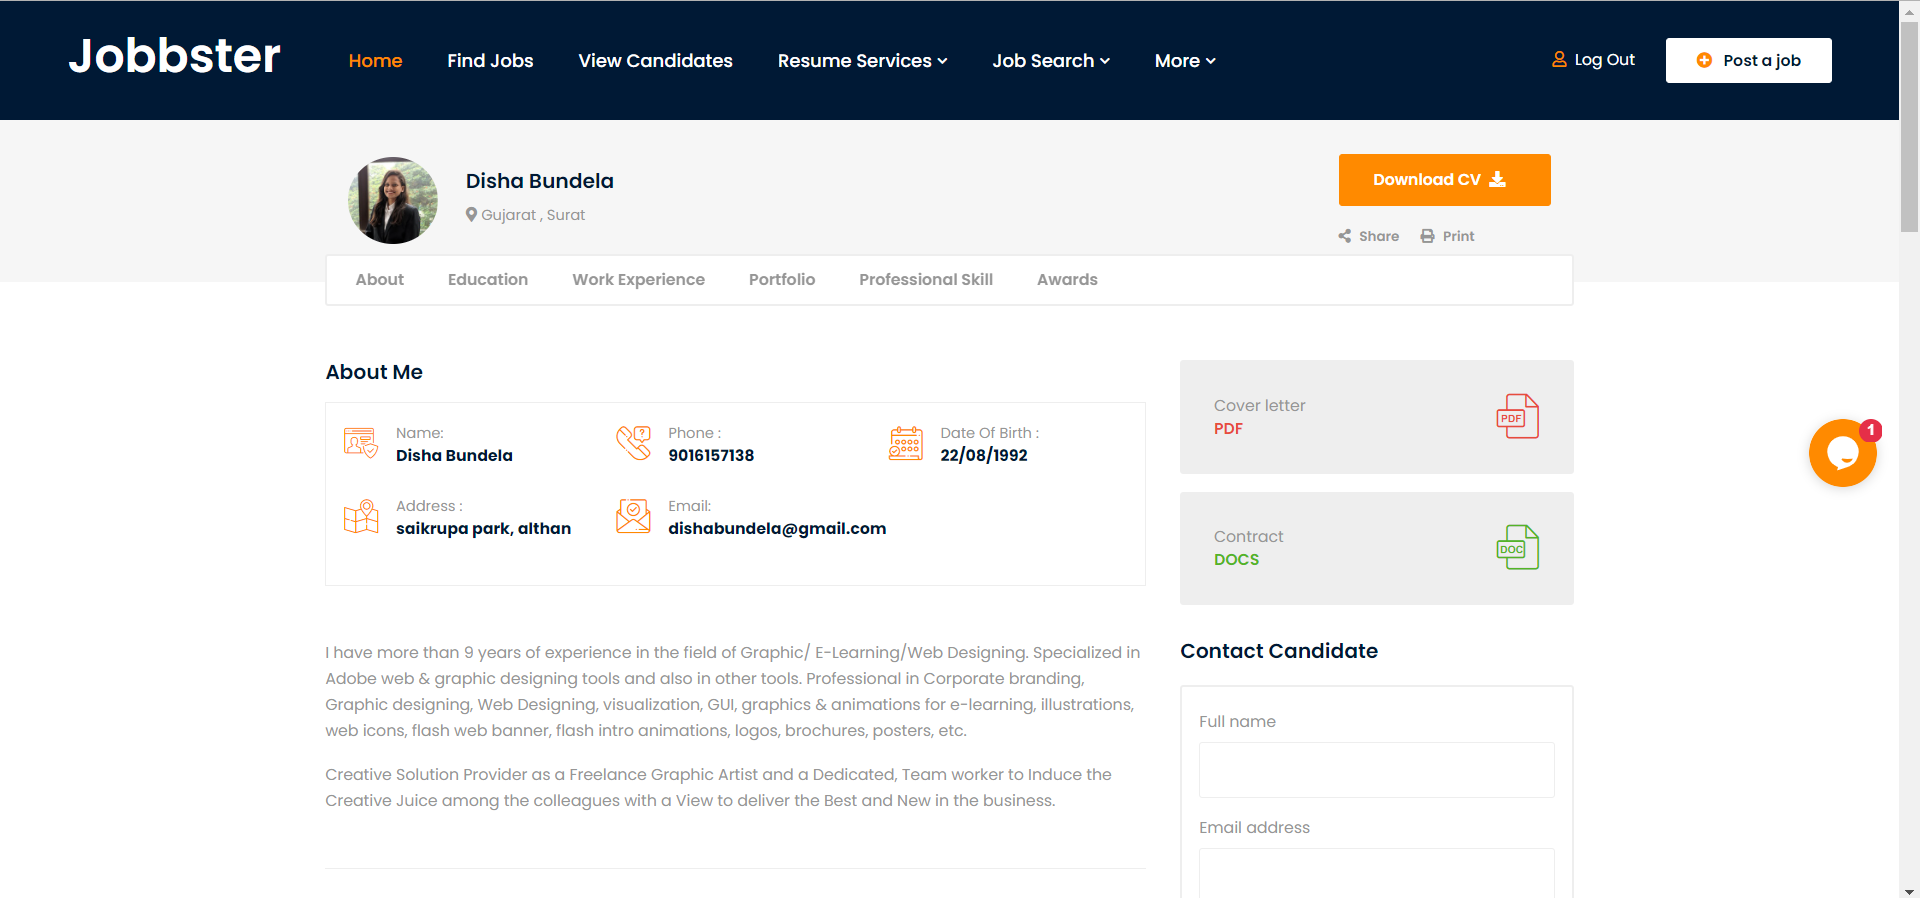 Jobbster
Home
Find Jobs
View Candidates
Resume Services
Job Search
More
Log Out
Post a job
Disha Bundela
Gujarat , Surat
Download CV
Share
Print
About
Education
Work Experience
Portfolio
Professional Skill
Awards
About Me
Name:
Disha Bundela
Phone :
9016157138
Date Of Birth :
22/08/1992
Address :
saikrupa park, althan
Email:
dishabundela@gmail.com
I have more than 9 years of experience in the field of Graphic/ E-Learning/Web Designing. Specialized in
Adobe web & graphic designing tools and also in other tools. Professional in Corporate branding,
Graphic designing, Web Designing, visualization, GUI, graphics & animations for e-learning, illustrations,
web icons, flash web banner, flash intro animations, logos, brochures, posters, etc.
Creative Solution Provider as a Freelance Graphic Artist and a Dedicated, Team worker to Induce the
Creative Juice among the colleagues with a View to deliver the Best and New in the business.
Cover letter
PDF
PDF
Contract
DOCS
DOC
1
Contact Candidate
Full name
Email address